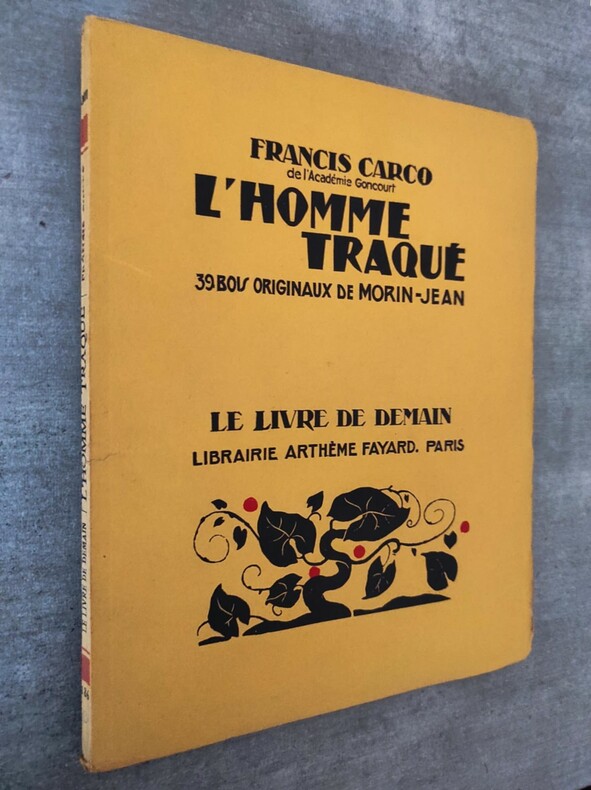 FRANCIS CARCO
de l'Académie Goncourt
L'HOMME
TRAQUÉ
39 BOIS ORIGINAUX DE MORIN-JEAN
LE LIVRE DE DEMAIN
LIBRAIRIE ARTHÈME FAYARD. PARIS
LE LIVRE DE DEMAIN / L'HOMME TRAQUÉ / FRANCIS